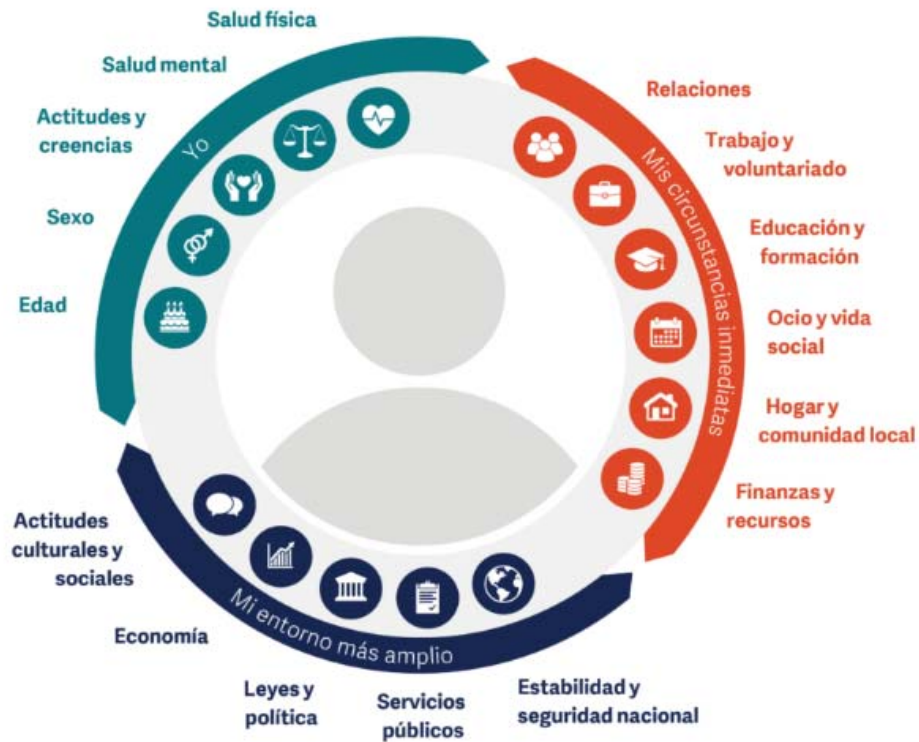 Salud física
Salud mental
Actitudes y
creencias
Sexo
Edad
Yo
Relaciones
Trabajo y
voluntariado
Educación y
formación
Ocio y vida
social
Hogar y
comunidad local
Finanzas y
recursos
Mis circunstancias inmediatas
Actitudes
culturales y
sociales
Economía
Leyes y
política
Servicios
públicos
Estabilidad y
seguridad nacional
Mi entorno más amplio